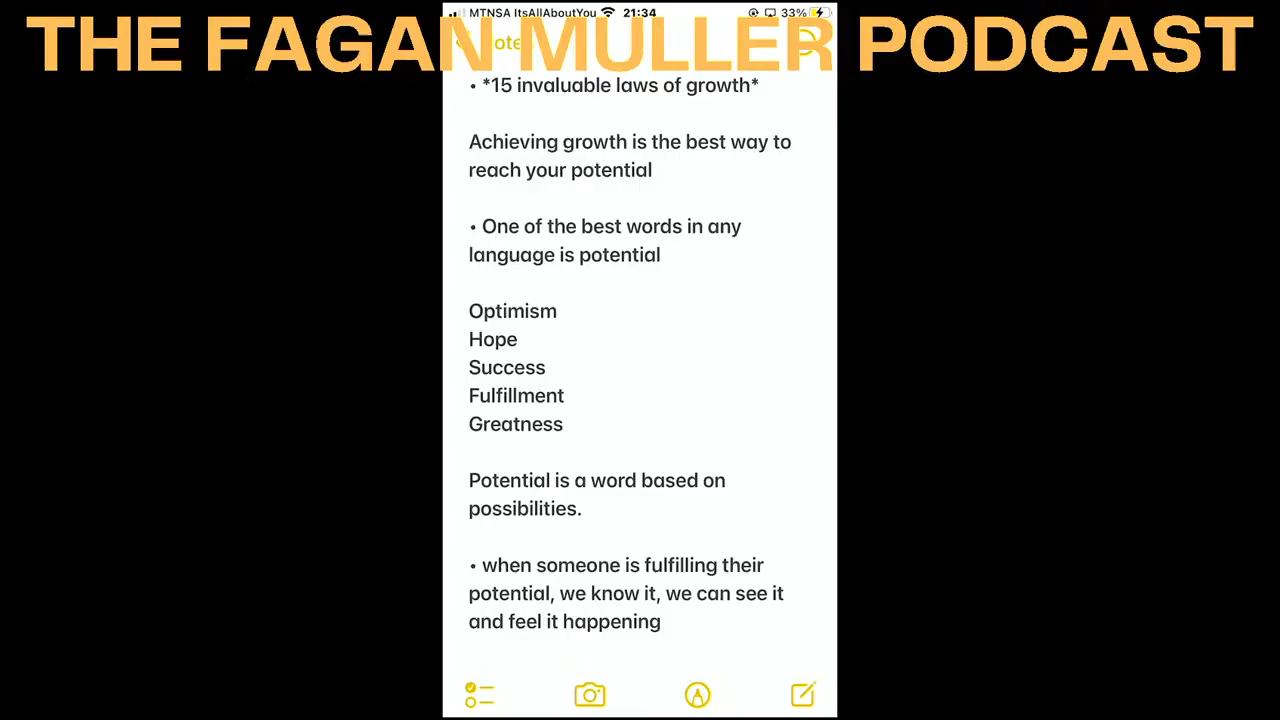 MTNSA ItsAllAboutYou 21:34 33%
THE FAGAN MULLER PODCAST
• *15 invaluable laws of growth*
Achieving growth is the best way to
reach your potential
• One of the best words in any
language is potential
Optimism
Hope
Success
Fulfillment
Greatness
Potential is a word based on
possibilities.
• when someone is fulfilling their
potential, we know it, we can see it
and feel it happening